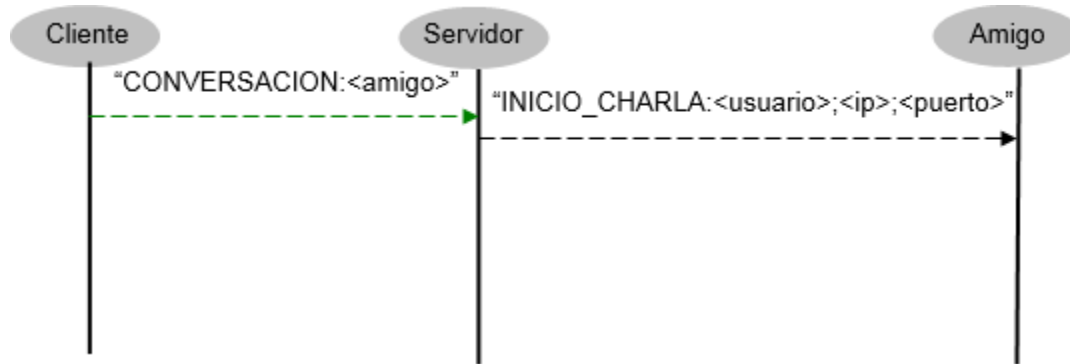 Cliente
Servidor
Amigo
“CONVERSACION:<amigo>”
“INICIO_CHARLA:<usuario>;<ip>;<puerto>”